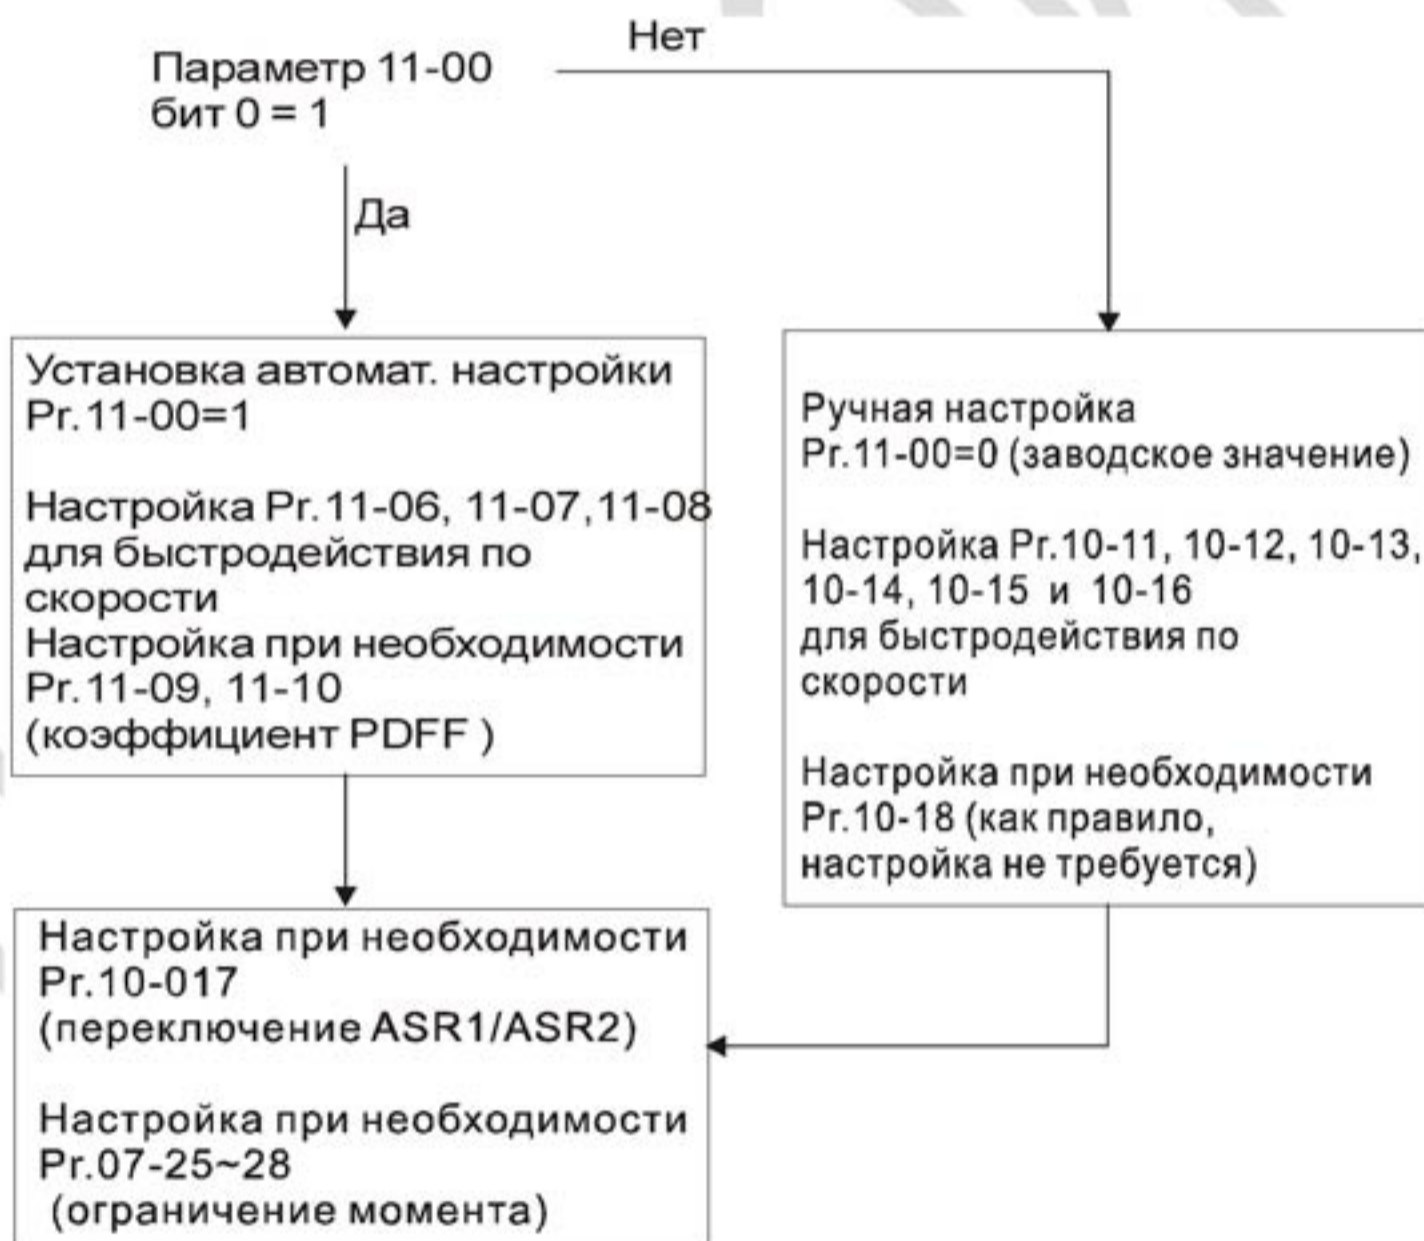 Нет
Параметр 11-00
бит 0 = 1
Да
Установка автомат. настройки
Pr.11-00=1
Настройка Pr.11-06, 11-07,11-08
для быстродействия по
скорости
Настройка при необходимости
Pr.11-09, 11-10
(коэффициент PDFF )
Ручная настройка
Pr.11-00=0 (заводское значение)
Настройка Pr.10-11, 10-12, 10-13,
10-14, 10-15 и 10-16
для быстродействия по
скорости
Настройка при необходимости
Pr.10-18 (как правило,
настройка не требуется)
Настройка при необходимости
Pr.10-017
(переключение ASR1/ASR2)
Настройка при необходимости
Pr.07-25~28
(ограничение момента)